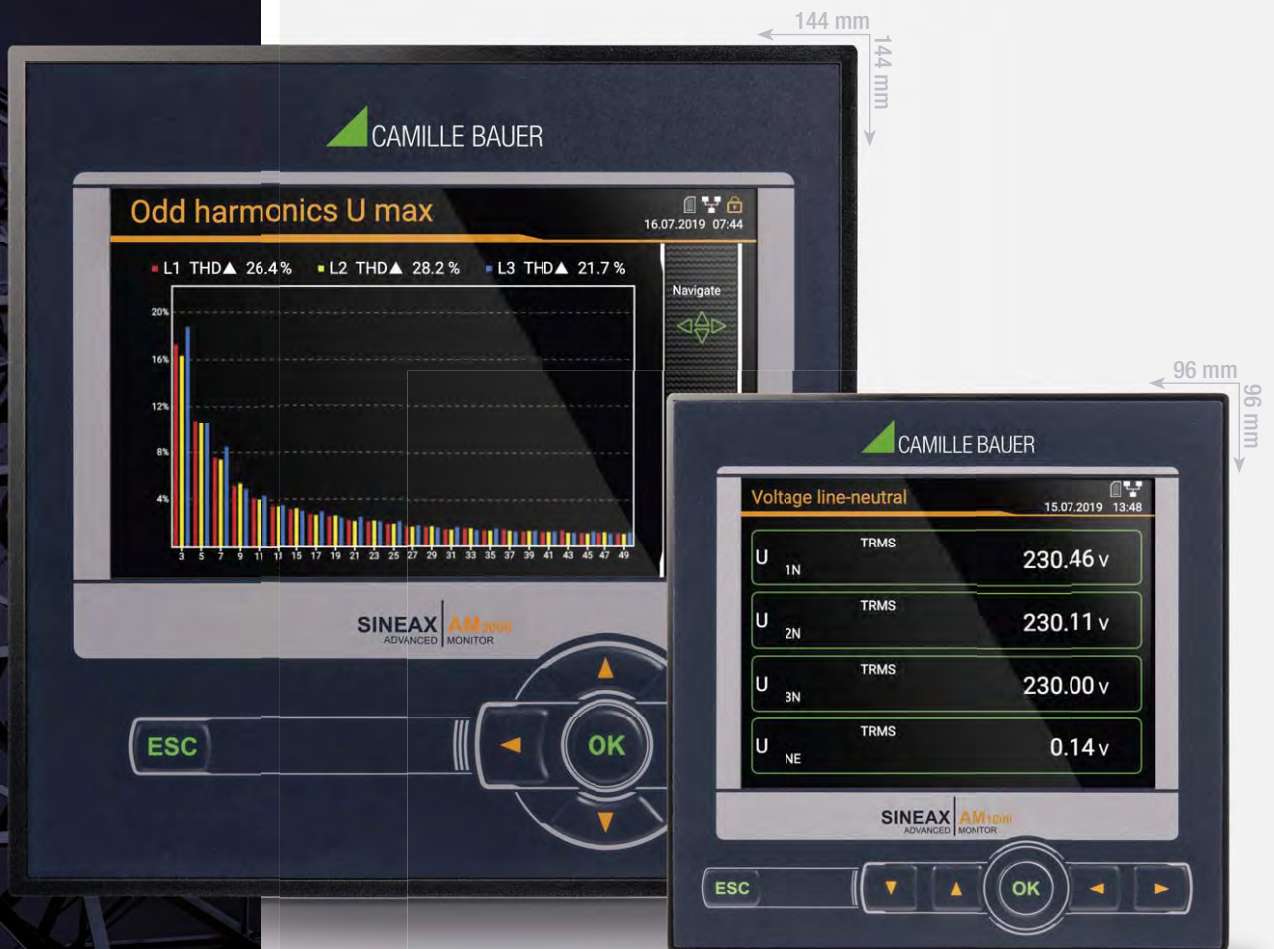 144 mm
144 mm
CAMILLE BAUER
Odd harmonics U max
16.07.2019 07:44
L1 THD▲ 26.4 % L2 THD▲ 28.2 % L3 THD▲ 21.7 %
Navigate
20%
16%
12%
8%
4%
3 5 7 9 11 13 15 17 19 21 23 25 27 29 31 33 35 37 39 41 43 45 47 49
SINEAX AM2000
ADVANCED MONITOR
ESC
OK
96 mm
96 mm
CAMILLE BAUER
Voltage line-neutral
15.07.2019 13:48
U 1N TRMS 230.46 V
U 2N TRMS 230.11 V
U 3N TRMS 230.00 V
U NE TRMS 0.14 V
SINEAX AM1000
ADVANCED MONITOR
ESC
OK